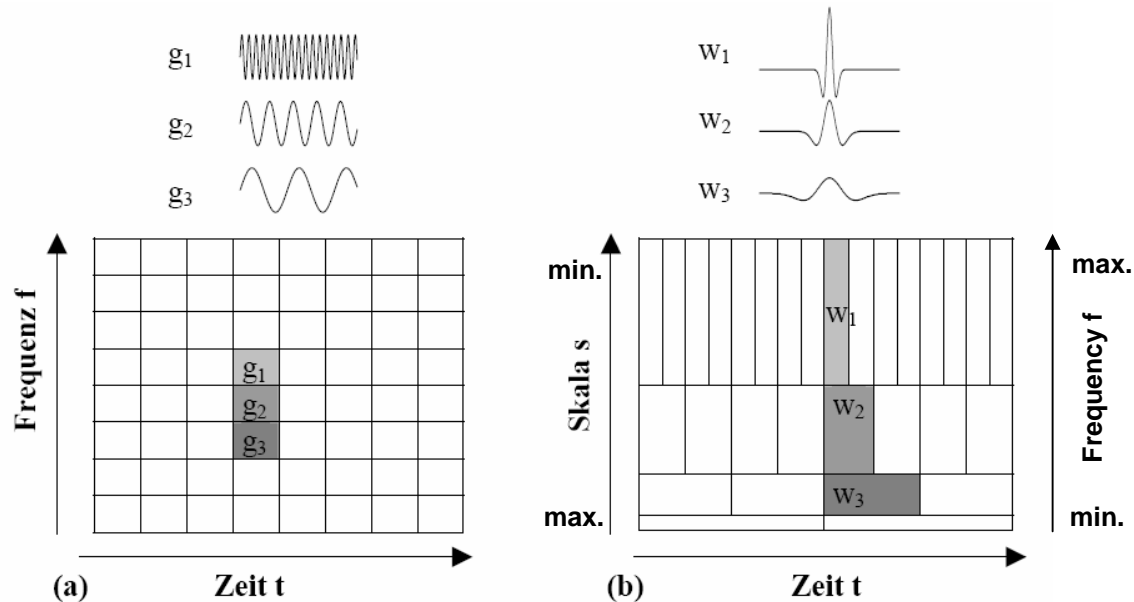 g1
g2
g3
Frequenz f
g1
g2
g3
(a)
Zeit t
w1
w2
w3
min.
max.
Skala s
w1
w2
w3
max.
Frequency f
min.
(b)
Zeit t